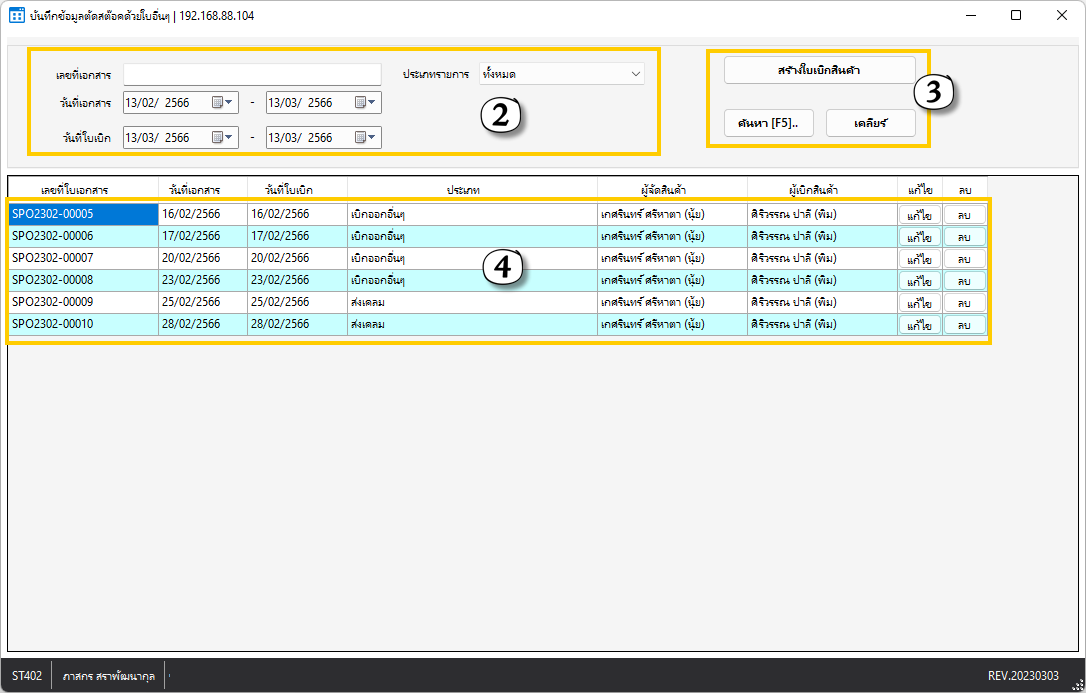 บันทึกข้อมูลตัดสต๊อคด้วยใบอื่นๆ | 192.168.88.104
เลขที่เอกสาร ประเภทรายการ ทั้งหมด
วันที่เอกสาร 13/02/ 2566 - 13/03/ 2566
วันที่ใบเบิก 13/03/ 2566 - 13/03/ 2566
2
สร้างใบเบิกสินค้า
ค้นหา [F5].. เคลียร์
3
เลขที่ใบเอกสาร วันที่เอกสาร วันที่ใบเบิก ประเภท ผู้จัดสินค้า ผู้เบิกสินค้า แก้ไข ลบ
SPO2302-00005 16/02/2566 16/02/2566 เบิกออกอื่นๆ เกศรินทร์ ศรีหาตา (นุ้ย) ศิริวรรณ ปาลี (พิม) แก้ไข ลบ
SPO2302-00006 17/02/2566 17/02/2566 เบิกออกอื่นๆ เกศรินทร์ ศรีหาตา (นุ้ย) ศิริวรรณ ปาลี (พิม) แก้ไข ลบ
SPO2302-00007 20/02/2566 20/02/2566 เบิกออกอื่นๆ เกศรินทร์ ศรีหาตา (นุ้ย) ศิริวรรณ ปาลี (พิม) แก้ไข ลบ
SPO2302-00008 23/02/2566 23/02/2566 เบิกออกอื่นๆ เกศรินทร์ ศรีหาตา (นุ้ย) ศิริวรรณ ปาลี (พิม) แก้ไข ลบ
SPO2302-00009 25/02/2566 25/02/2566 ส่งเคลม เกศรินทร์ ศรีหาตา (นุ้ย) ศิริวรรณ ปาลี (พิม) แก้ไข ลบ
SPO2302-00010 28/02/2566 28/02/2566 ส่งเคลม เกศรินทร์ ศรีหาตา (นุ้ย) ศิริวรรณ ปาลี (พิม) แก้ไข ลบ
4
ST402 ภาสกร สราพัฒนากุล REV.20230303